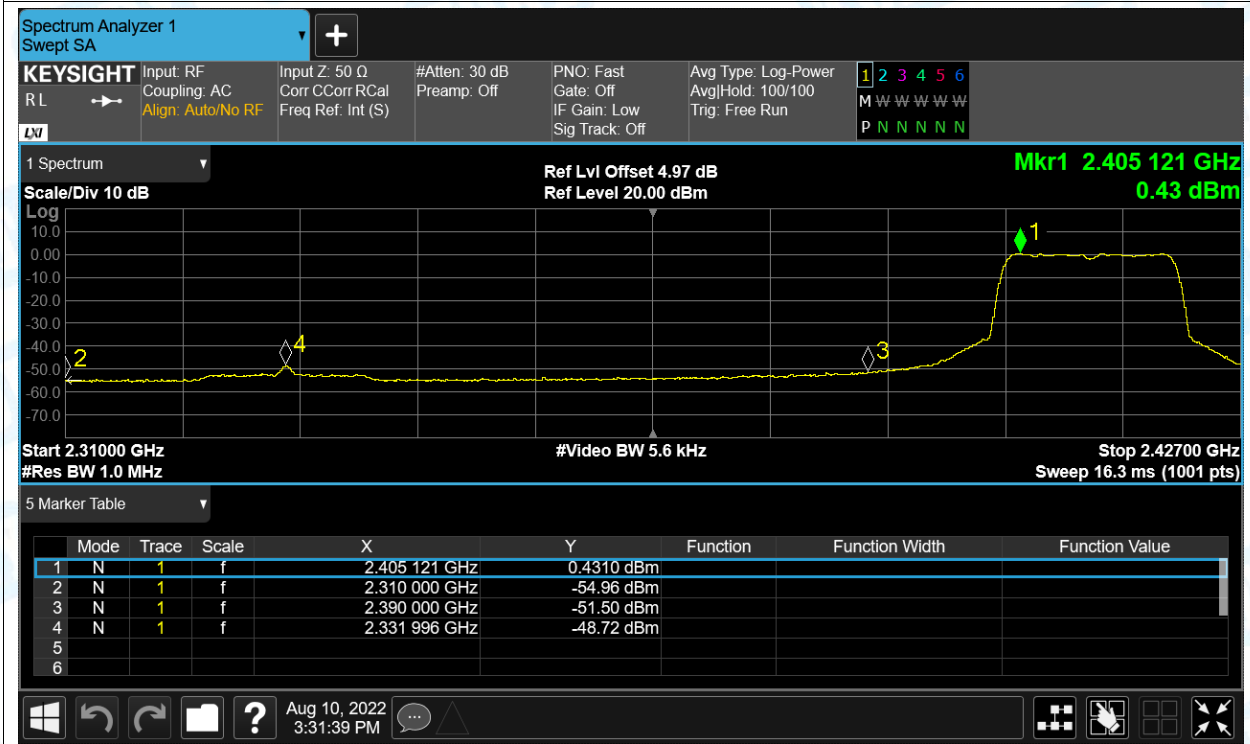 Spectrum Analyzer 1
Swept SA
+
KEYSIGHT
R L
LXI
Input: RF
Coupling: AC
Align: Auto/No RF
Input Z: 50 Ω
Corr CCorr RCal
Freq Ref: Int (S)
#Atten: 30 dB
Preamp: Off
PNO: Fast
Gate: Off
IF Gain: Low
Sig Track: Off
Avg Type: Log-Power
Avg|Hold: 100/100
Trig: Free Run
1 2 3 4 5 6
M W W W W W
P N N N N N
1 Spectrum
Scale/Div 10 dB
Ref Lvl Offset 4.97 dB
Ref Level 20.00 dBm
Mkr1 2.405 121 GHz
0.43 dBm
Log
10.0
0.00
-10.0
-20.0
-30.0
-40.0
-50.0
-60.0
-70.0
1
2
4
3
Start 2.31000 GHz
#Video BW 5.6 kHz
Stop 2.42700 GHz
#Res BW 1.0 MHz
Sweep 16.3 ms (1001 pts)
5 Marker Table
Mode Trace Scale X Y Function Function Width Function Value
1 N 1 f 2.405 121 GHz 0.4310 dBm
2 N 1 f 2.310 000 GHz -54.96 dBm
3 N 1 f 2.390 000 GHz -51.50 dBm
4 N 1 f 2.331 996 GHz -48.72 dBm
5
6
?
Aug 10, 2022
3:31:39 PM